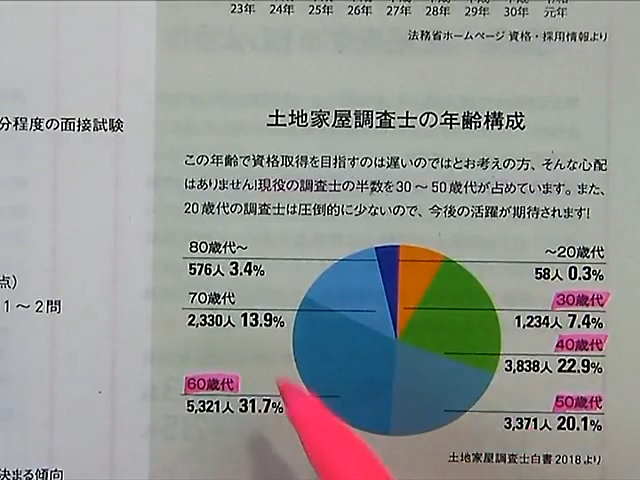 23年 24年 25年 26年 27年 28年 29年 30年 元年
法務省ホームページ 資格・採用情報より
分程度の面接試験
土地家屋調査士の年齢構成
この年齢で資格取得を目指すのは遅いのではとお考えの方、そんな心配
はありません!現役の調査士の半数を30～50歳代が占めています。また、
20歳代の調査士は圧倒的に少ないので、今後の活躍が期待されます!
80歳代～
576人 3.4%
～20歳代
58人 0.3%
点)
1～2問
70歳代
2,330人 13.9%
30歳代
1,234人 7.4%
40歳代
3,838人 22.9%
60歳代
5,321人 31.7%
50歳代
3,371人 20.1%
土地家屋調査士白書2018より
決まる傾向